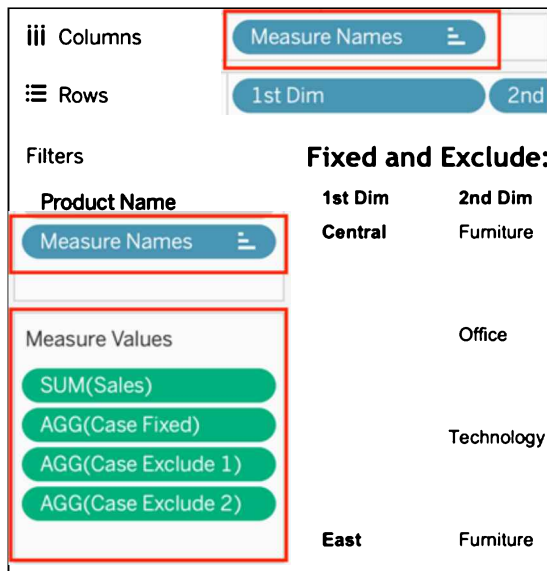 Columns
Measure Names
Rows
1st Dim
2nd
Filters
Fixed and Exclude:
Product Name
1st Dim
2nd Dim
Measure Names
Central
Furniture
Measure Values
Office
SUM(Sales)
AGG(Case Fixed)
AGG(Case Exclude 1)
Technology
AGG(Case Exclude 2)
East
Furniture